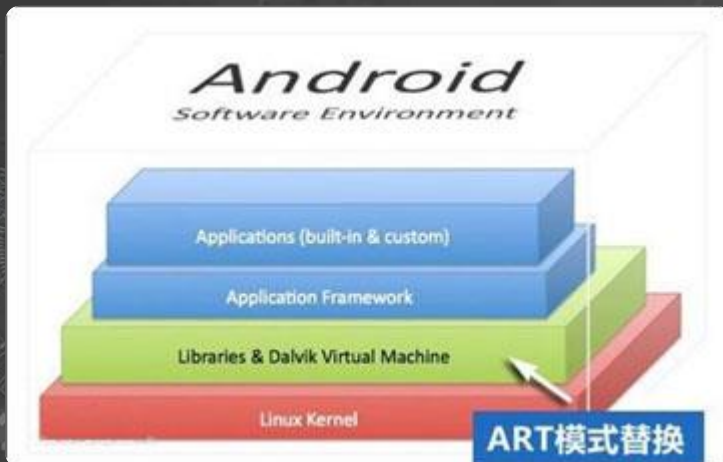 Android
Software Environment
Applications (built-in & custom)
Application Framework
Libraries & Dalvik Virtual Machine
Linux Kernel
ART模式替换